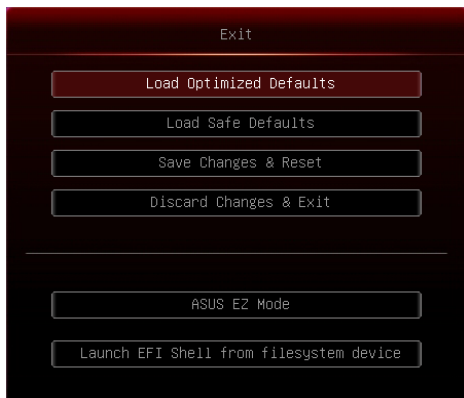 Exit
Load Optimized Defaults
Load Safe Defaults
Save Changes & Reset
Discard Changes & Exit
ASUS EZ Mode
Launch EFI Shell from filesystem device